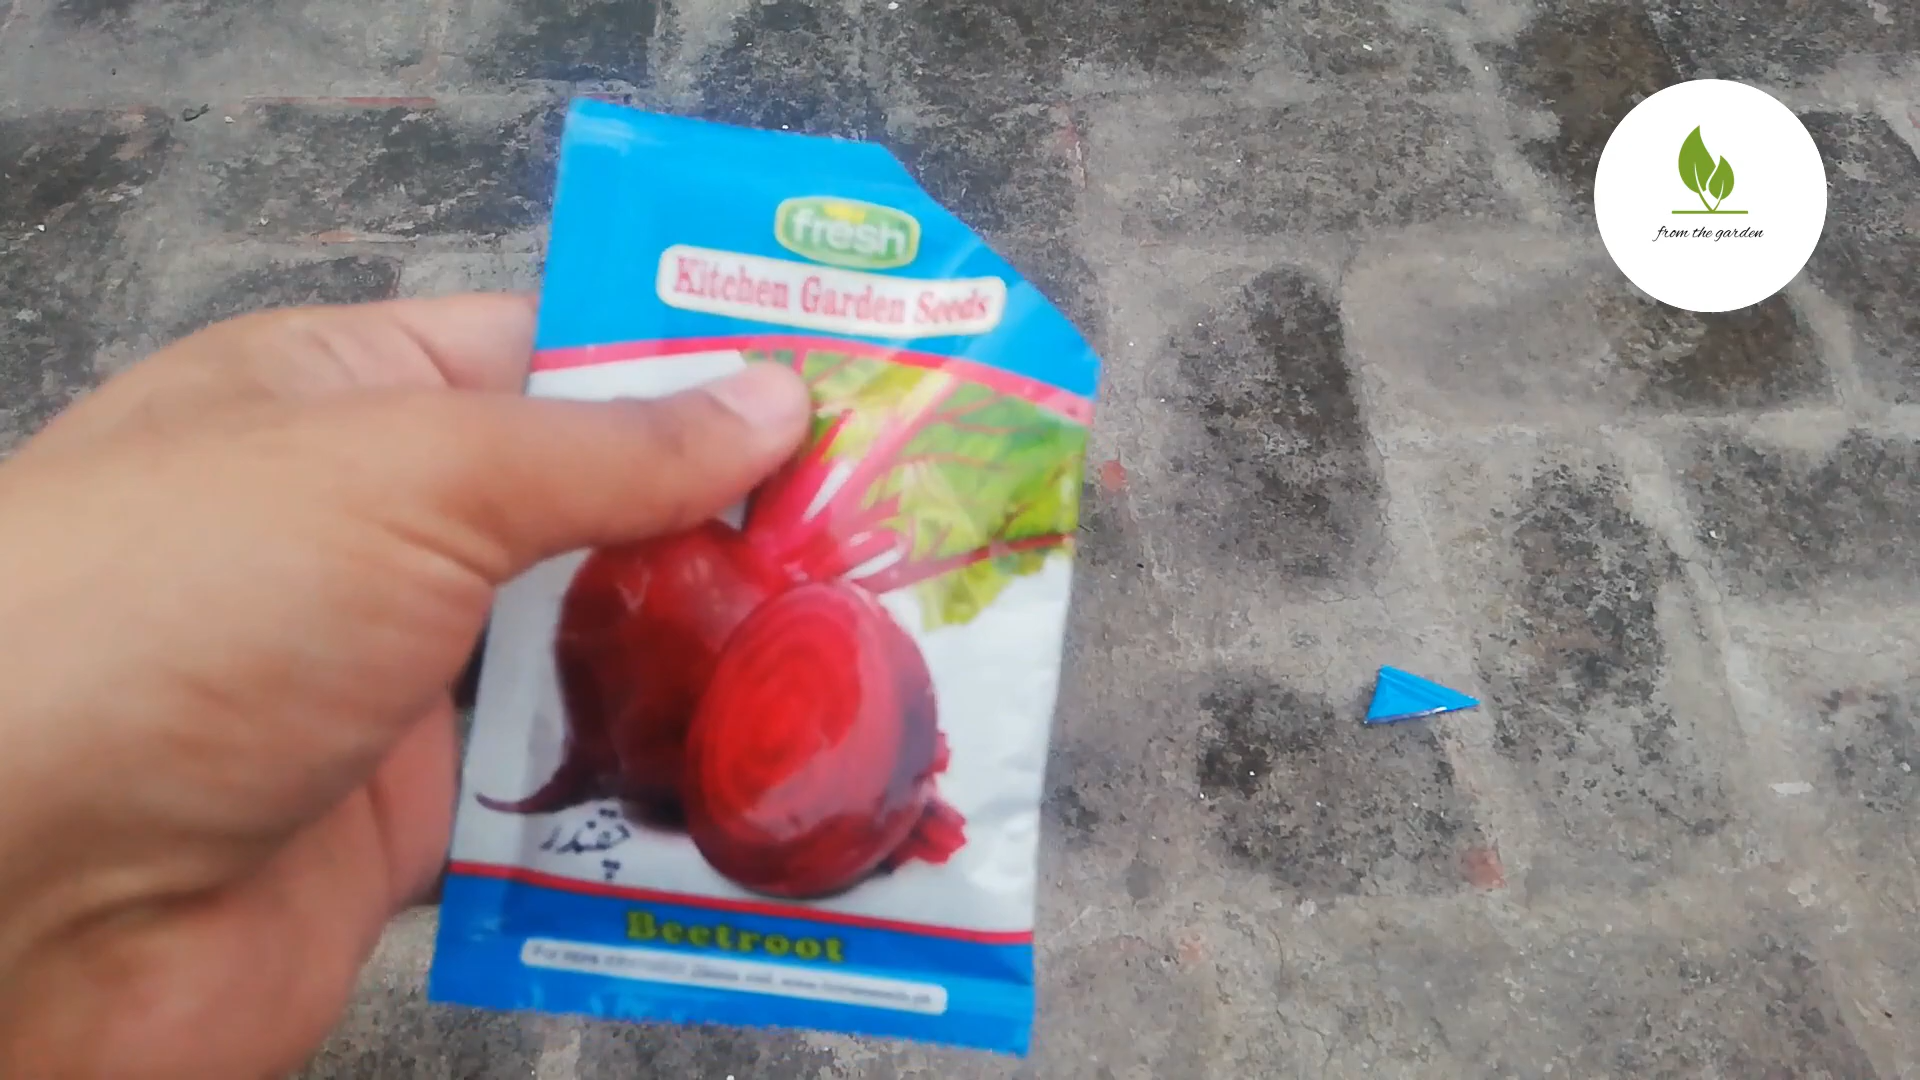 fresh
Kitchen Garden Seeds
from the garden
چقندر
Beetroot